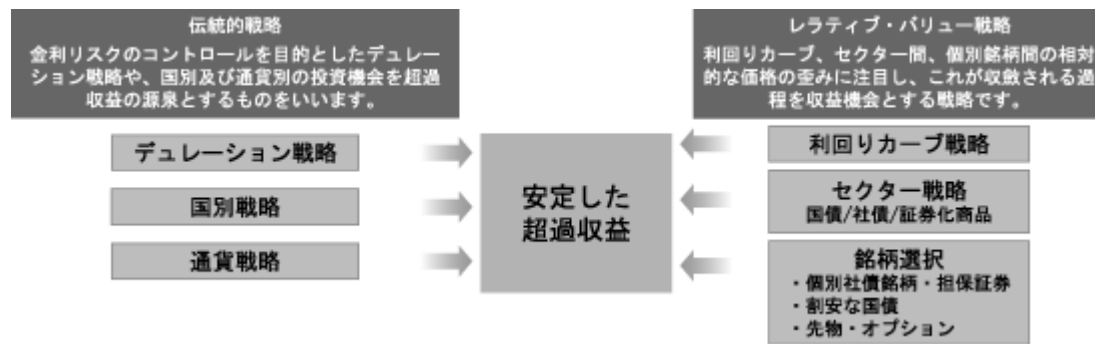 伝統的戦略
金利リスクのコントロールを目的としたデュレー
ション戦略や、国別及び通貨別の投資機会を超過
収益の源泉とするものをいいます。
デュレーション戦略
国別戦略
通貨戦略
安定した
超過収益
レラティブ・バリュー戦略
利回りカーブ、セクター間、個別銘柄間の相対
的な価格の歪みに注目し、これが収斂される過
程を収益機会とする戦略です。
利回りカーブ戦略
セクター戦略
国債/社債/証券化商品
銘柄選択
・個別社債銘柄・担保証券
・割安な国債
・先物・オプション